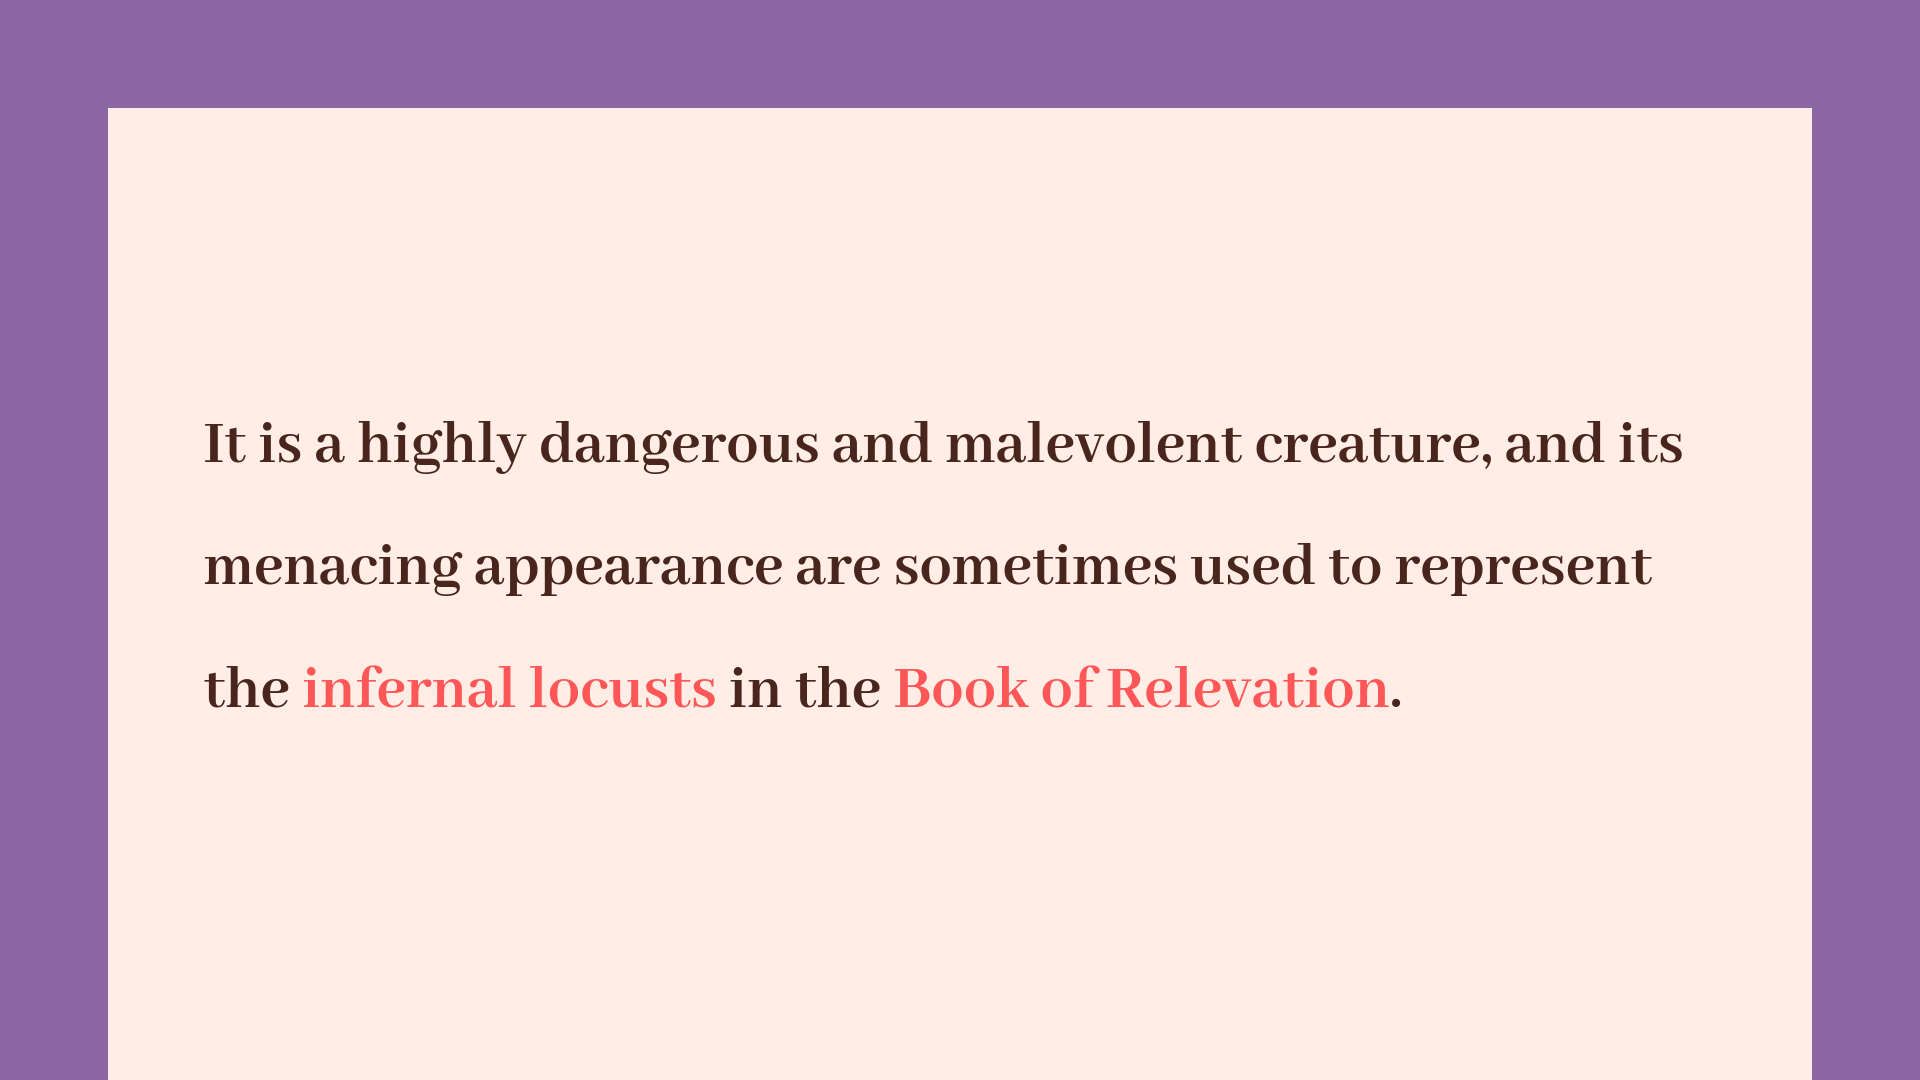 It is a highly dangerous and malevolent creature, and its
menacing appearance are sometimes used to represent
the infernal locusts in the Book of Relevation.